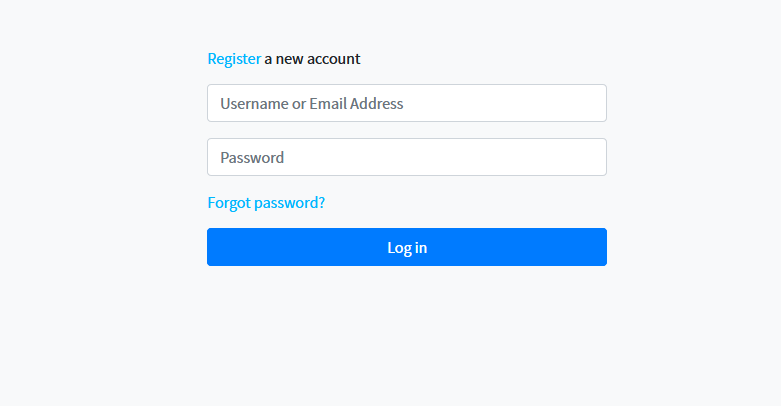 Register a new account
Username or Email Address
Password
Forgot password?
Log in